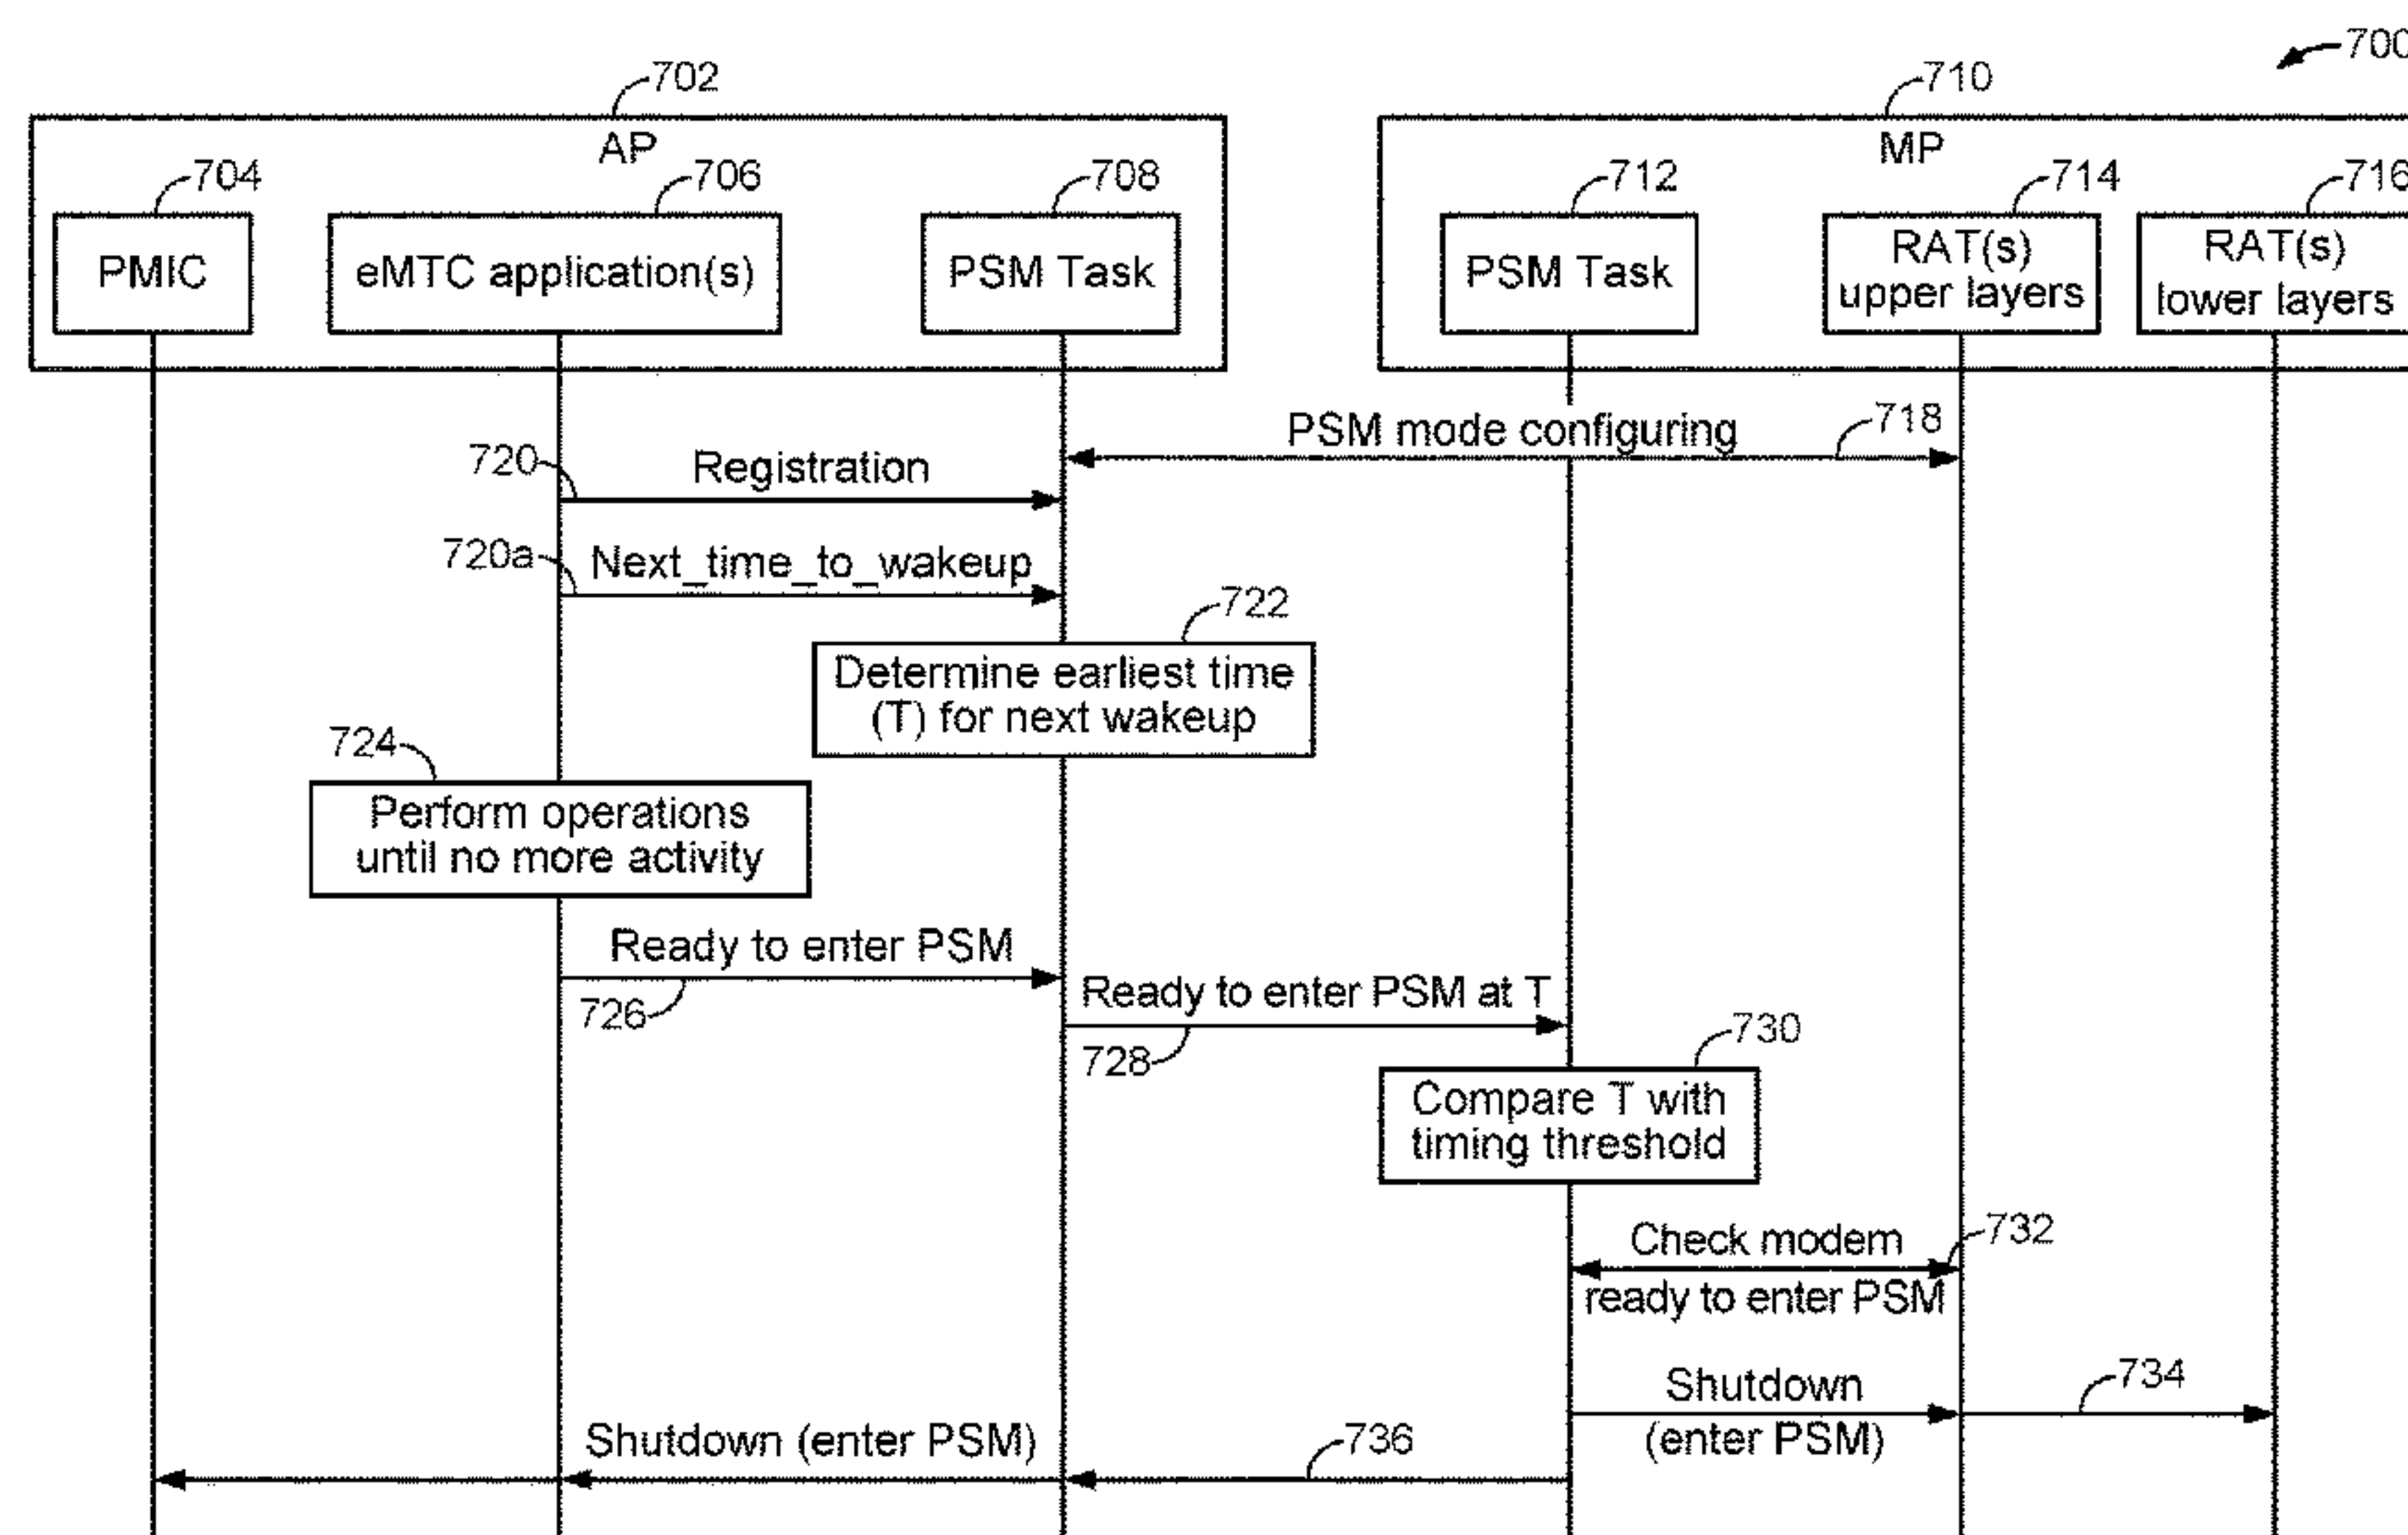 700
702
710
AP
MP
704
706
708
712
714
716
PMIC
eMTC application(s)
PSM Task
PSM Task
RAT(s)
upper layers
RAT(s)
lower layers
PSM mode configuring
718
720
Registration
720a
Next_time_to_wakeup
722
Determine earliest time
(T) for next wakeup
724
Perform operations
until no more activity
Ready to enter PSM
726
Ready to enter PSM at T
728
730
Compare T with
timing threshold
Check modem
732
ready to enter PSM
Shutdown
734
(enter PSM)
Shutdown (enter PSM)
736